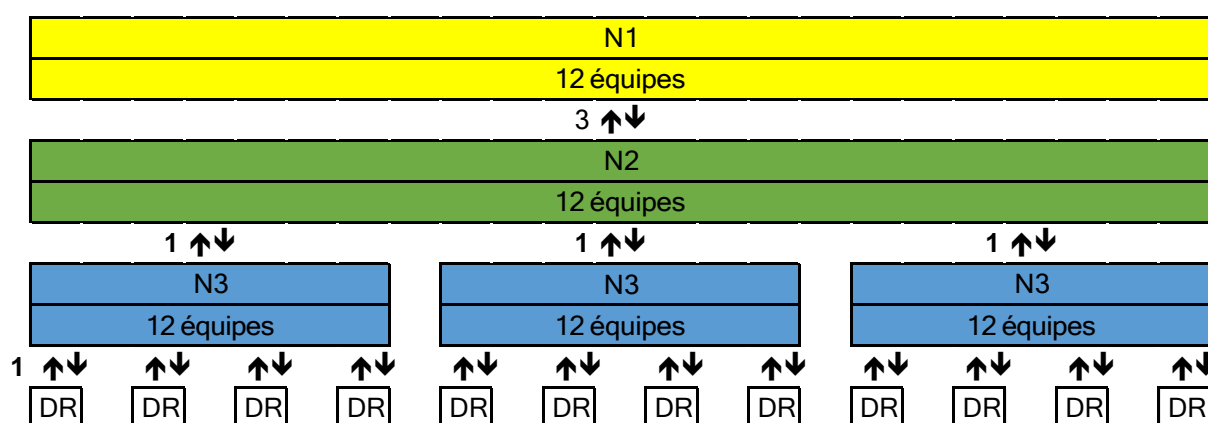 N1
12 équipes
3 🡹🡻
N2
12 équipes
1 🡹🡻 1 🡹🡻 1 🡹🡻
N3 N3 N3
12 équipes 12 équipes 12 équipes
1 🡹🡻 🡹🡻 🡹🡻 🡹🡻 🡹🡻 🡹🡻 🡹🡻 🡹🡻 🡹🡻 🡹🡻 🡹🡻 🡹🡻
DR DR DR DR DR DR DR DR DR DR DR DR